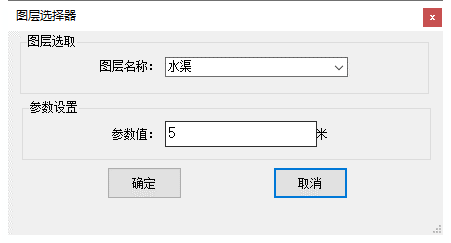 图层选择器
x
图层选取
图层名称： 水渠
参数设置
参数值： 5 米
确定 取消